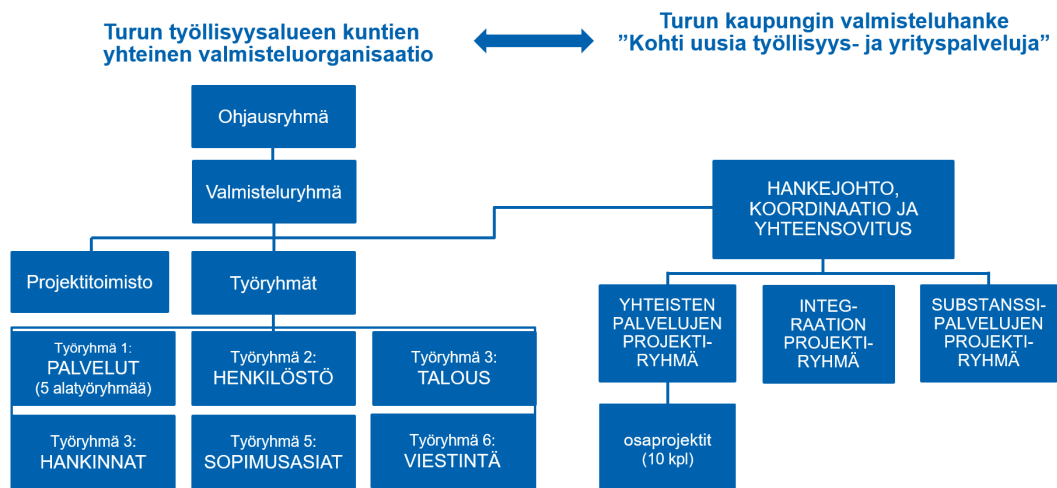 Turun työllisyysalueen kuntien
yhteinen valmisteluorganisaatio
Turun kaupungin valmisteluhanke
”Kohti uusia työllisyys- ja yrityspalveluja”
Ohjausryhmä
Valmisteluryhmä
Projektitoimisto
Työryhmät
Työryhmä 1:
PALVELUT
(5 alatyöryhmää)
Työryhmä 2:
HENKILÖSTÖ
Työryhmä 3:
TALOUS
Työryhmä 3:
HANKINNAT
Työryhmä 5:
SOPIMUSASIAT
Työryhmä 6:
VIESTINTÄ
HANKEJOHTO,
KOORDINAATIO JA
YHTEENSOVITUS
YHTEISTEN
PALVELUJEN
PROJEKTI-
RYHMÄ
INTEG-
RAATION
PROJEKTI-
RYHMÄ
SUBSTANSSI-
PALVELUJEN
PROJEKTI-
RYHMÄ
osaprojektit
(10 kpl)